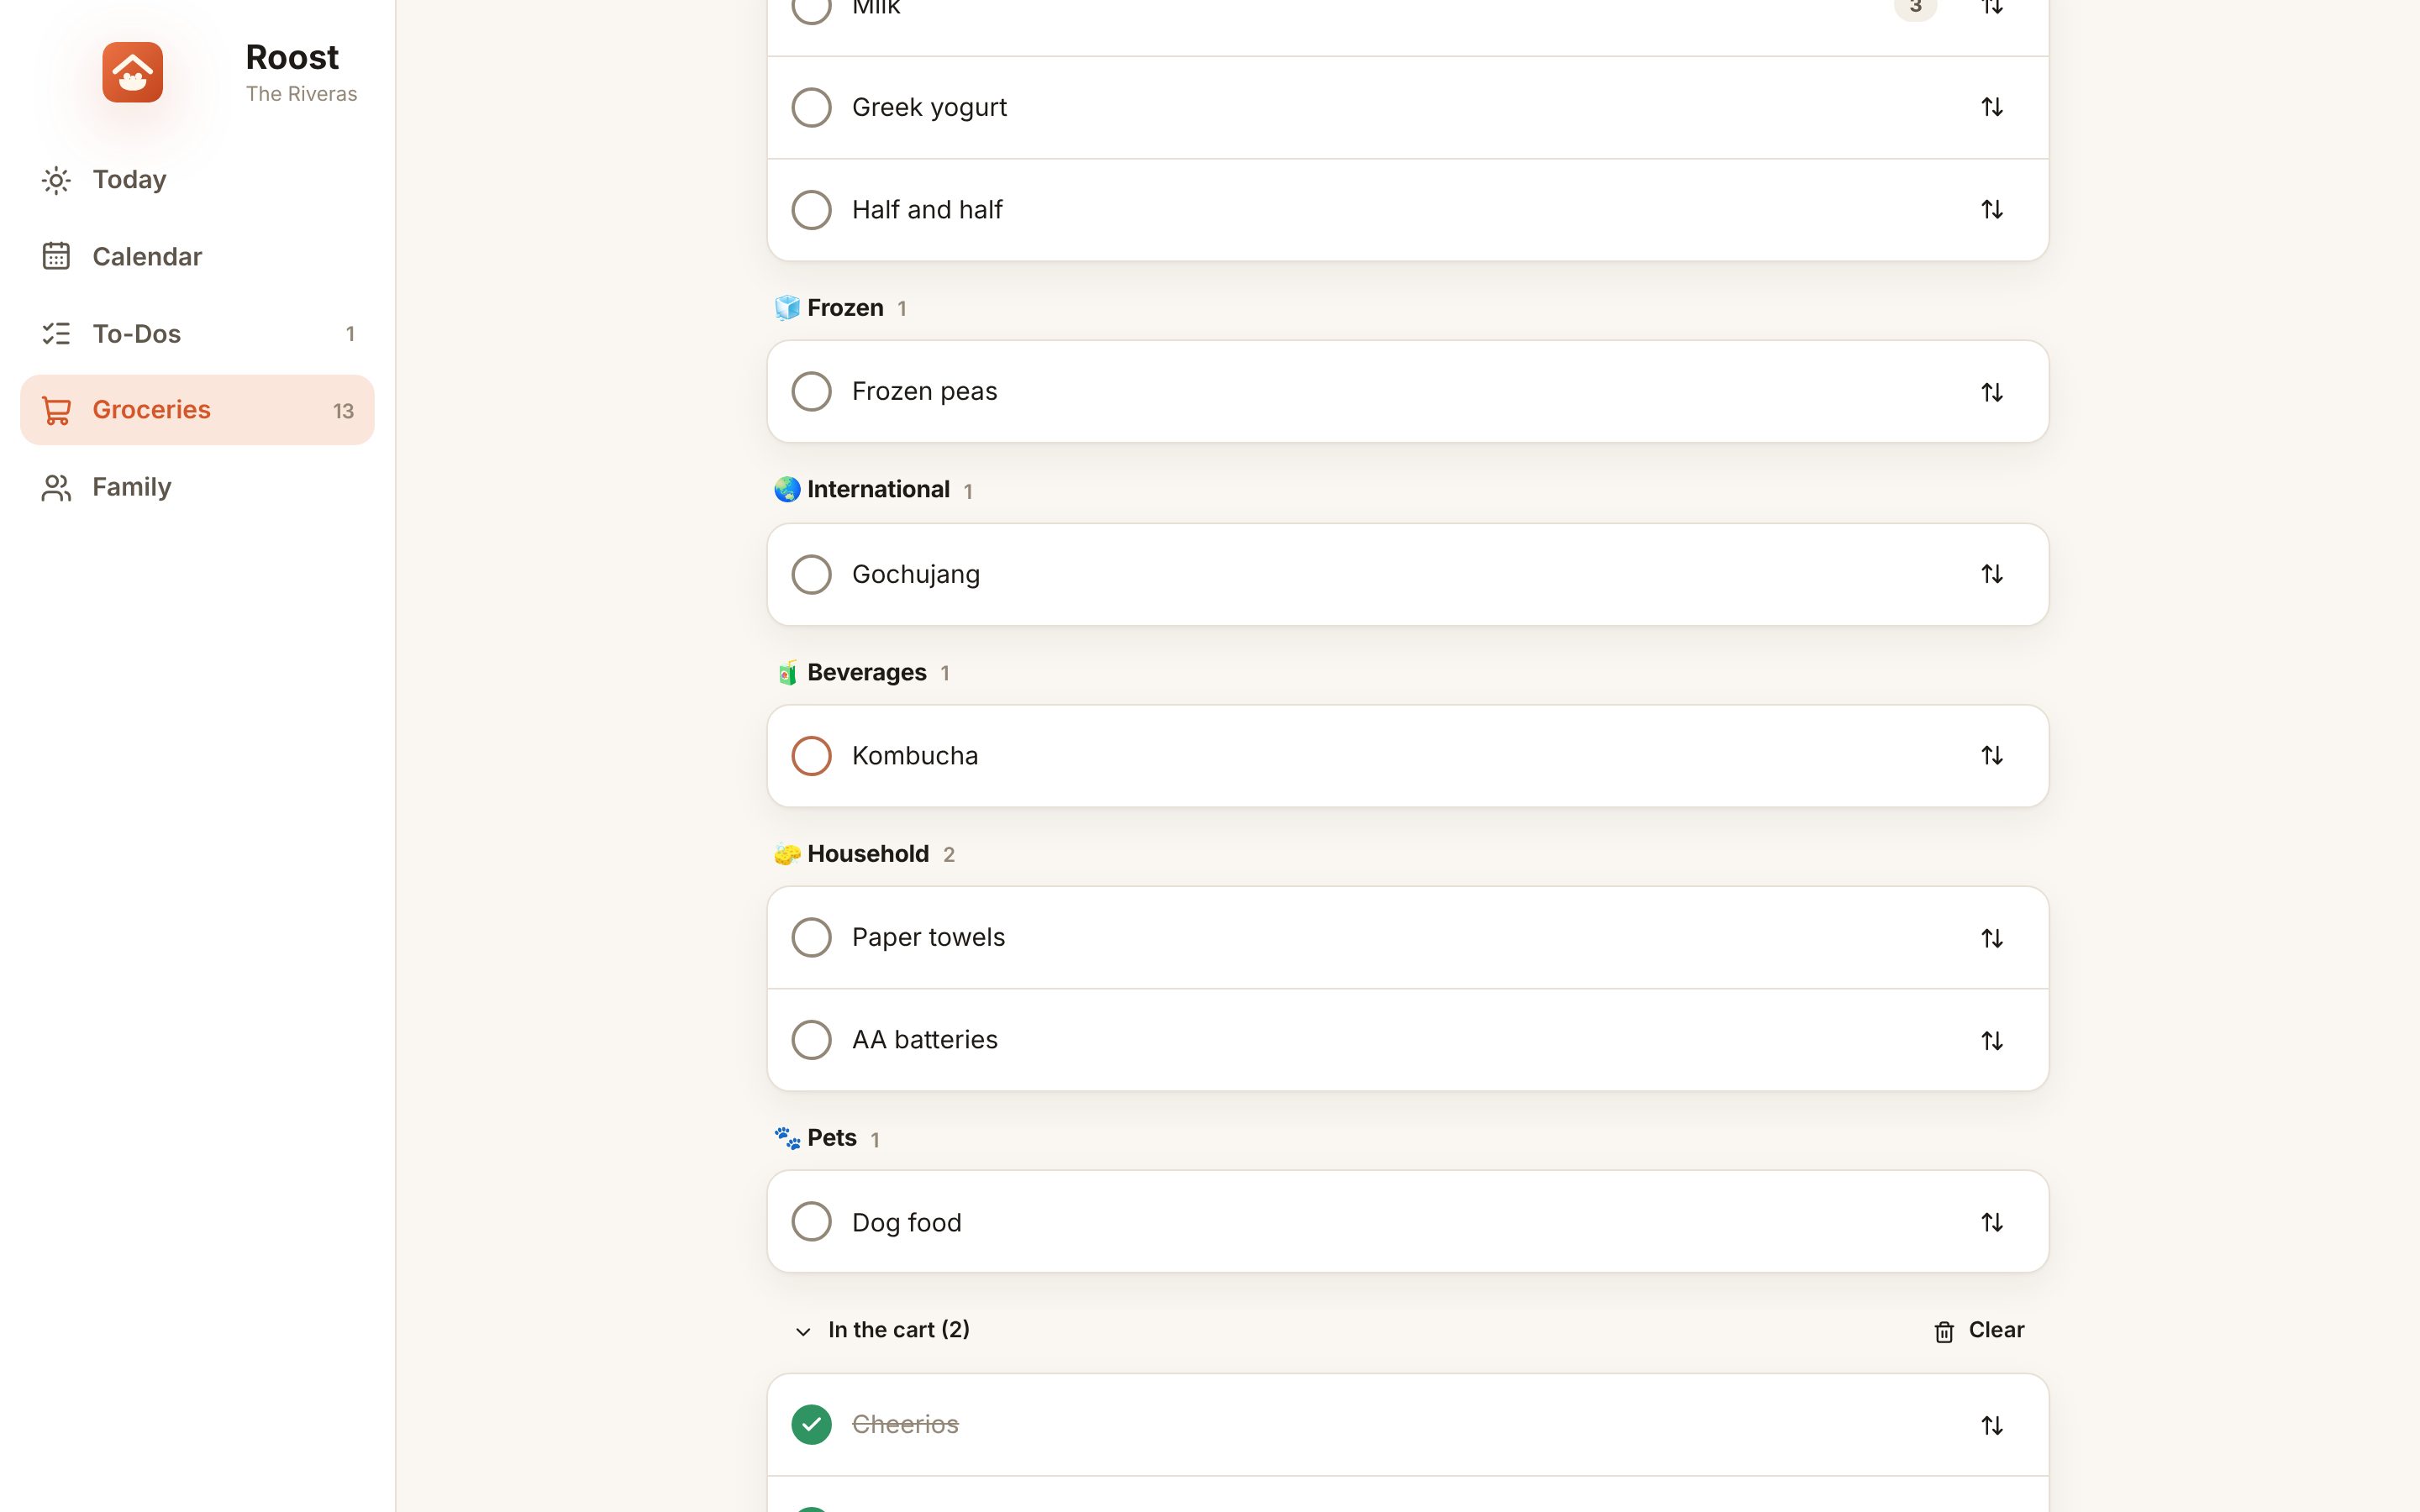 Roost
The Riveras
Today
Calendar
To-Dos 1
Groceries 13
Family
Milk 3
Greek yogurt
Half and half
Frozen 1
Frozen peas
International 1
Gochujang
Beverages 1
Kombucha
Household 2
Paper towels
AA batteries
Pets 1
Dog food
In the cart (2) Clear
Cheerios